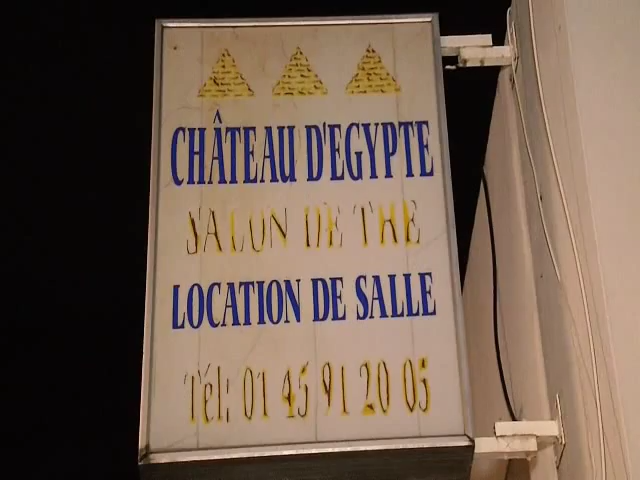 CHÂTEAU D'EGYPTE
SALON DE THE
LOCATION DE SALLE
Tél: 01 45 91 20 05